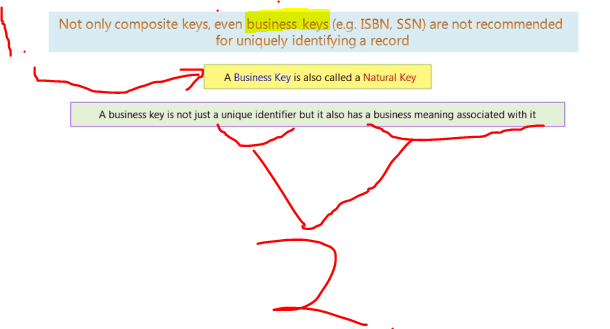 Not only composite keys, even business keys (e.g. ISBN, SSN) are not recommended
for uniquely identifying a record
A Business Key is also called a Natural Key
A business key is not just a unique identifier but it also has a business meaning associated with it
2